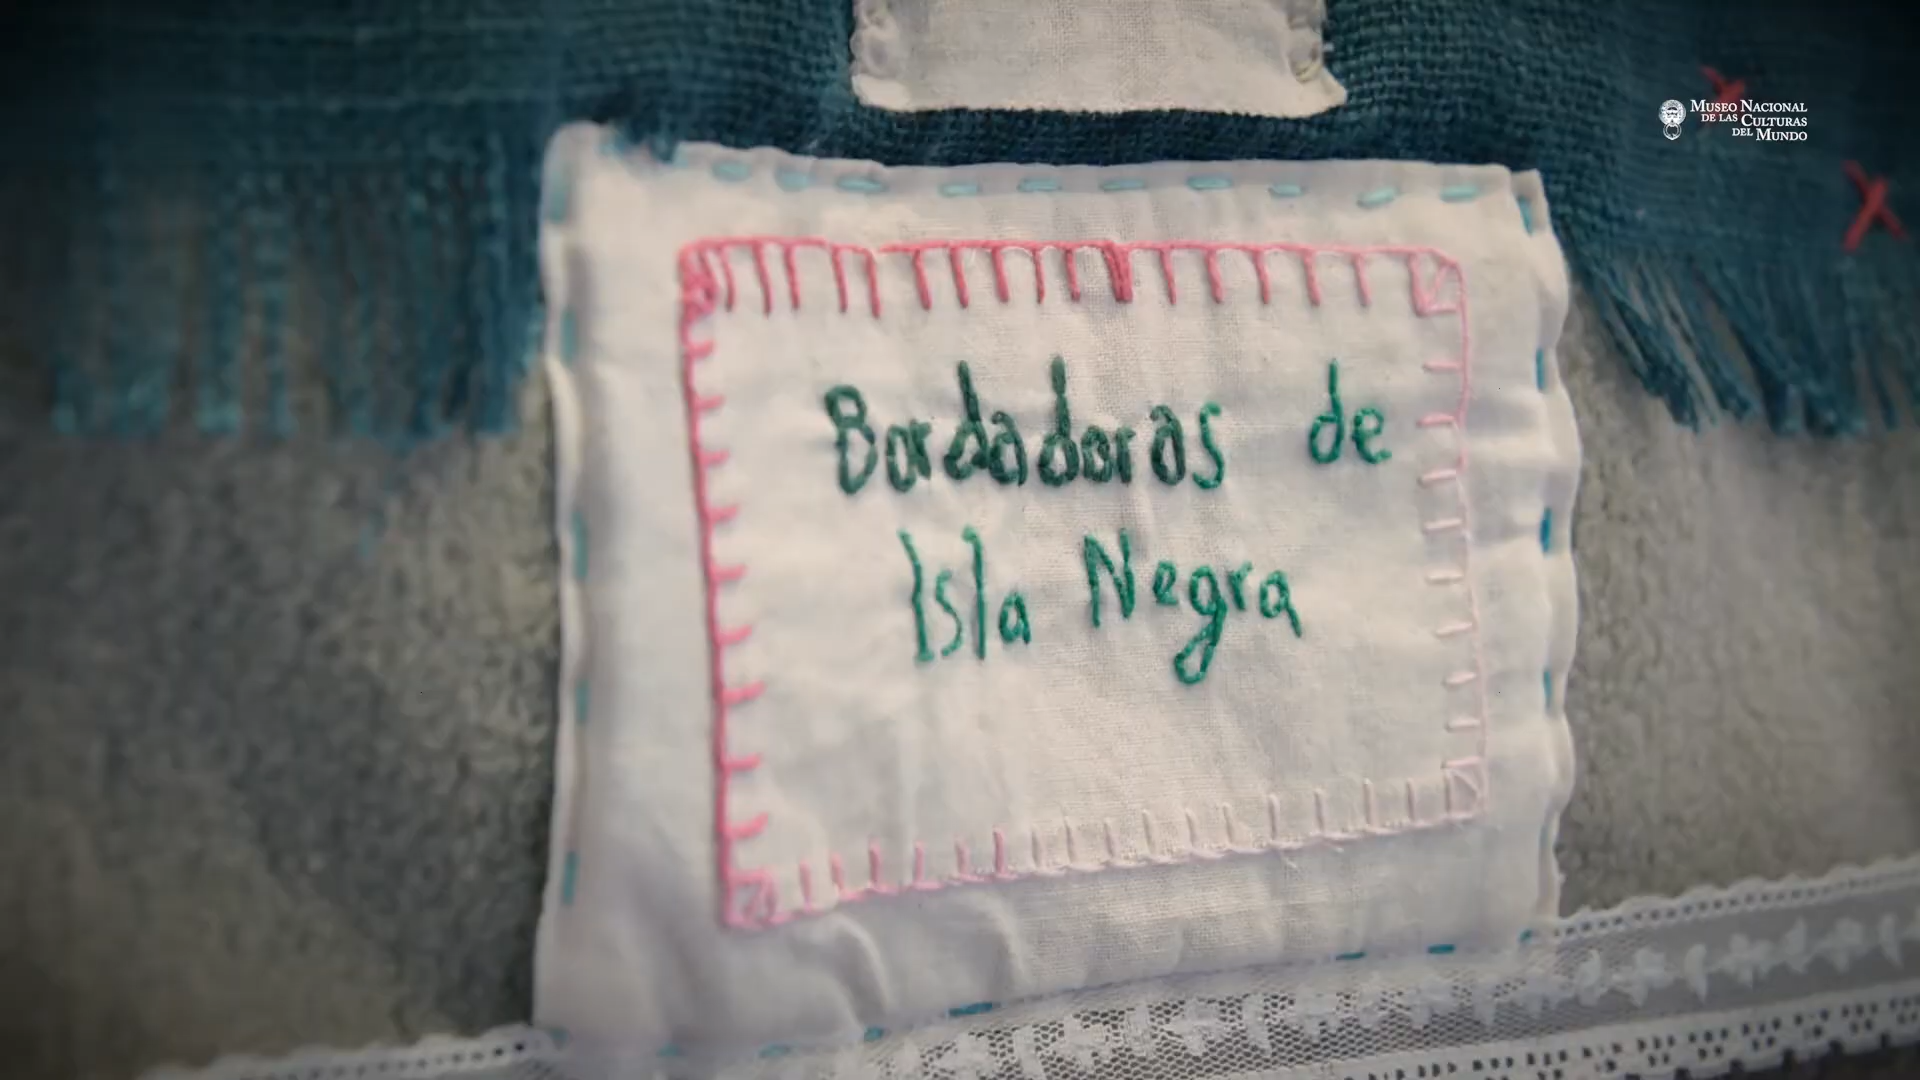 Museo Nacional
de las Culturas
del Mundo
Bordadoras de
Isla Negra